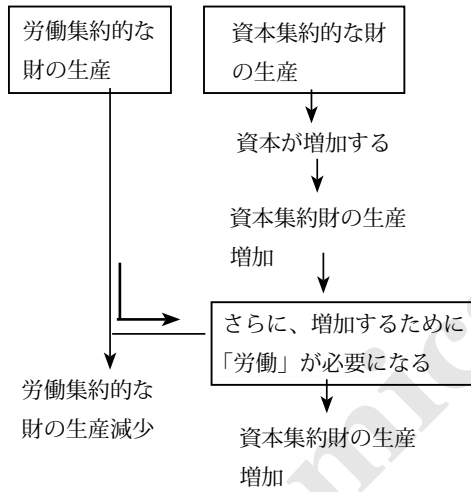 労働集約的な
財の生産
資本集約的な財
の生産
資本が増加する
資本集約財の生産
増加
さらに、増加するために
「労働」が必要になる
労働集約的な
財の生産減少
資本集約財の生産
増加